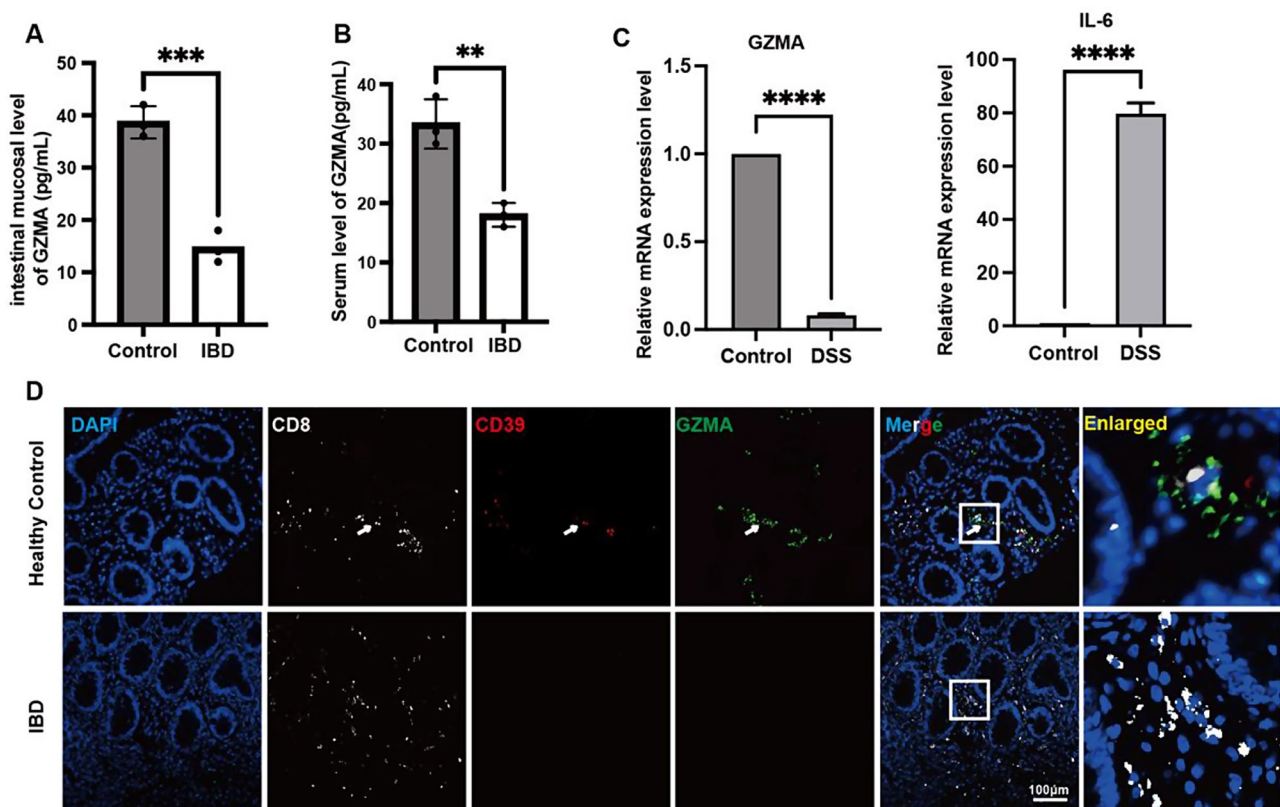 A
***
intestinal mucosal level
of GZMA (pg/mL)
50
40
30
20
10
0
Control
IBD
B
**
Serum level of GZMA(pg/mL)
40
30
20
10
0
Control
IBD
C
GZMA
****
Relative mRNA expression level
1.5
1.0
0.5
0.0
Control
DSS
IL-6
****
Relative mRNA expression level
100
80
60
40
20
0
Control
DSS
D
Healthy Control
DAPI
CD8
CD39
GZMA
Merge
Enlarged
IBD
100µm